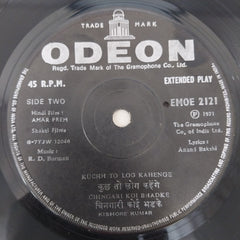 TRADE MARK
ODEON
Regd. Trade Mark of The Gramophone Co., Ltd.
45 R.P.M.
EXTENDED PLAY
SIDE TWO
EMOE 2121
Hindi Film :
AMAR PREM
Ⓟ 1971
The Gramophone
Co. of India Ltd.
Shakti Films
Music :
R. D. Burman
Lyrics :
Anand Bakshi
KUCHH TO LOG KAHENGE
कुछ तो लोग कहेंगे
CHINGARI KOI BHADKE
चिनगारी कोई भड़के
KISHORE KUMAR